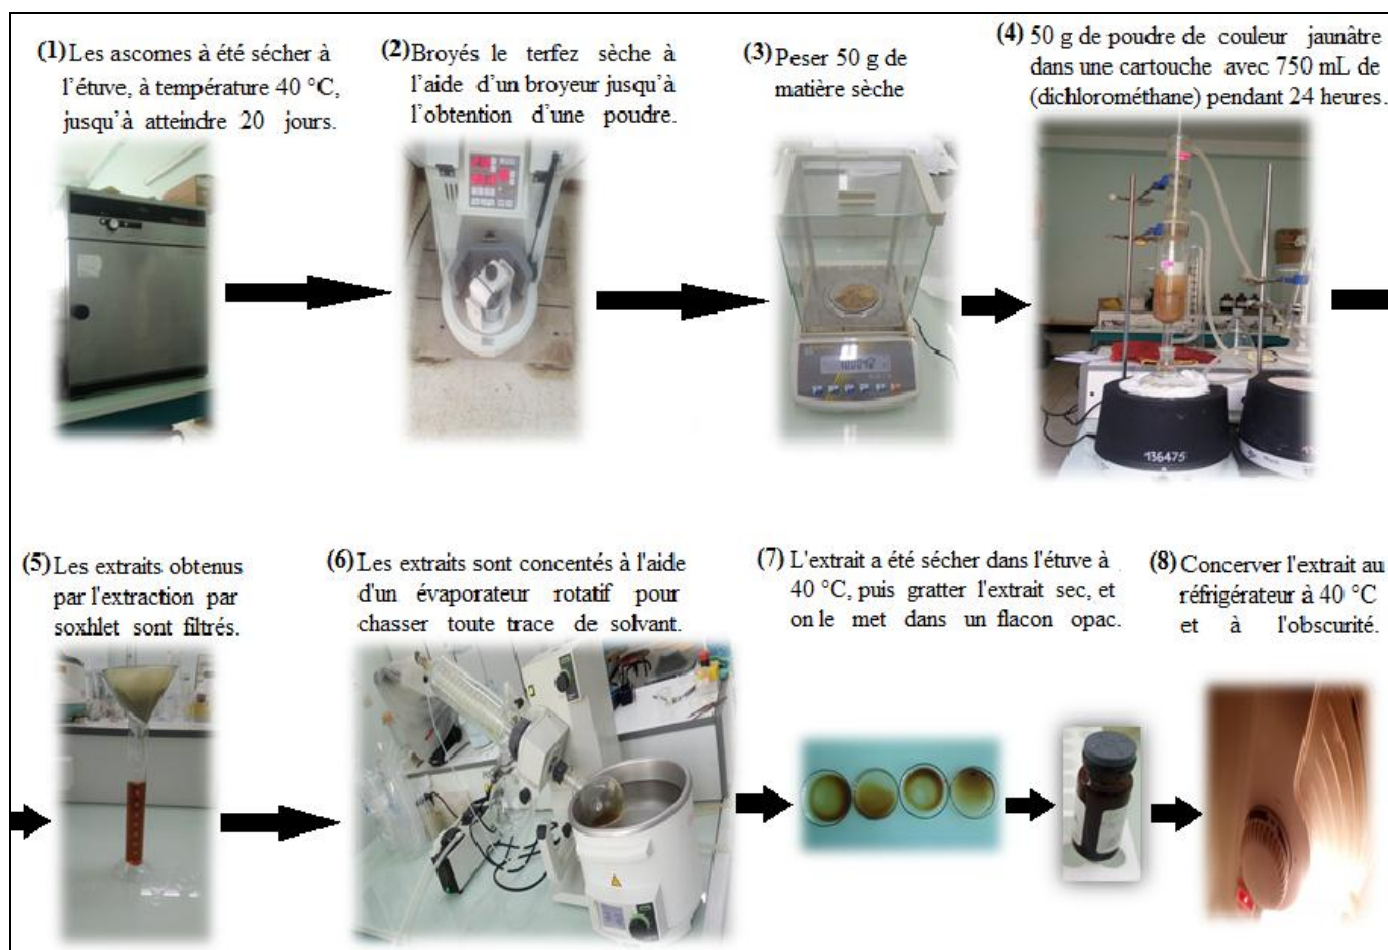 (1) Les ascomes à été sécher à
l'étuve, à température 40 °C,
jusqu'à atteindre 20 jours.
(2) Broyés le terfez sèche à
l'aide d'un broyeur jusqu'à
l'obtention d'une poudre.
(3) Peser 50 g de
matière sèche
(4) 50 g de poudre de couleur jaunâtre
dans une cartouche avec 750 mL de
(dichlorométhane) pendant 24 heures.
136475
(5) Les extraits obtenus
par l'extraction par
soxhlet sont filtrés.
(6) Les extraits sont concentés à l'aide
d'un évaporateur rotatif pour
chasser toute trace de solvant.
(7) L'extrait a été sécher dans l'étuve à
40 °C, puis gratter l'extrait sec, et
on le met dans un flacon opac.
(8) Concerver l'extrait au
réfrigérateur à 40 °C
et à l'obscurité.